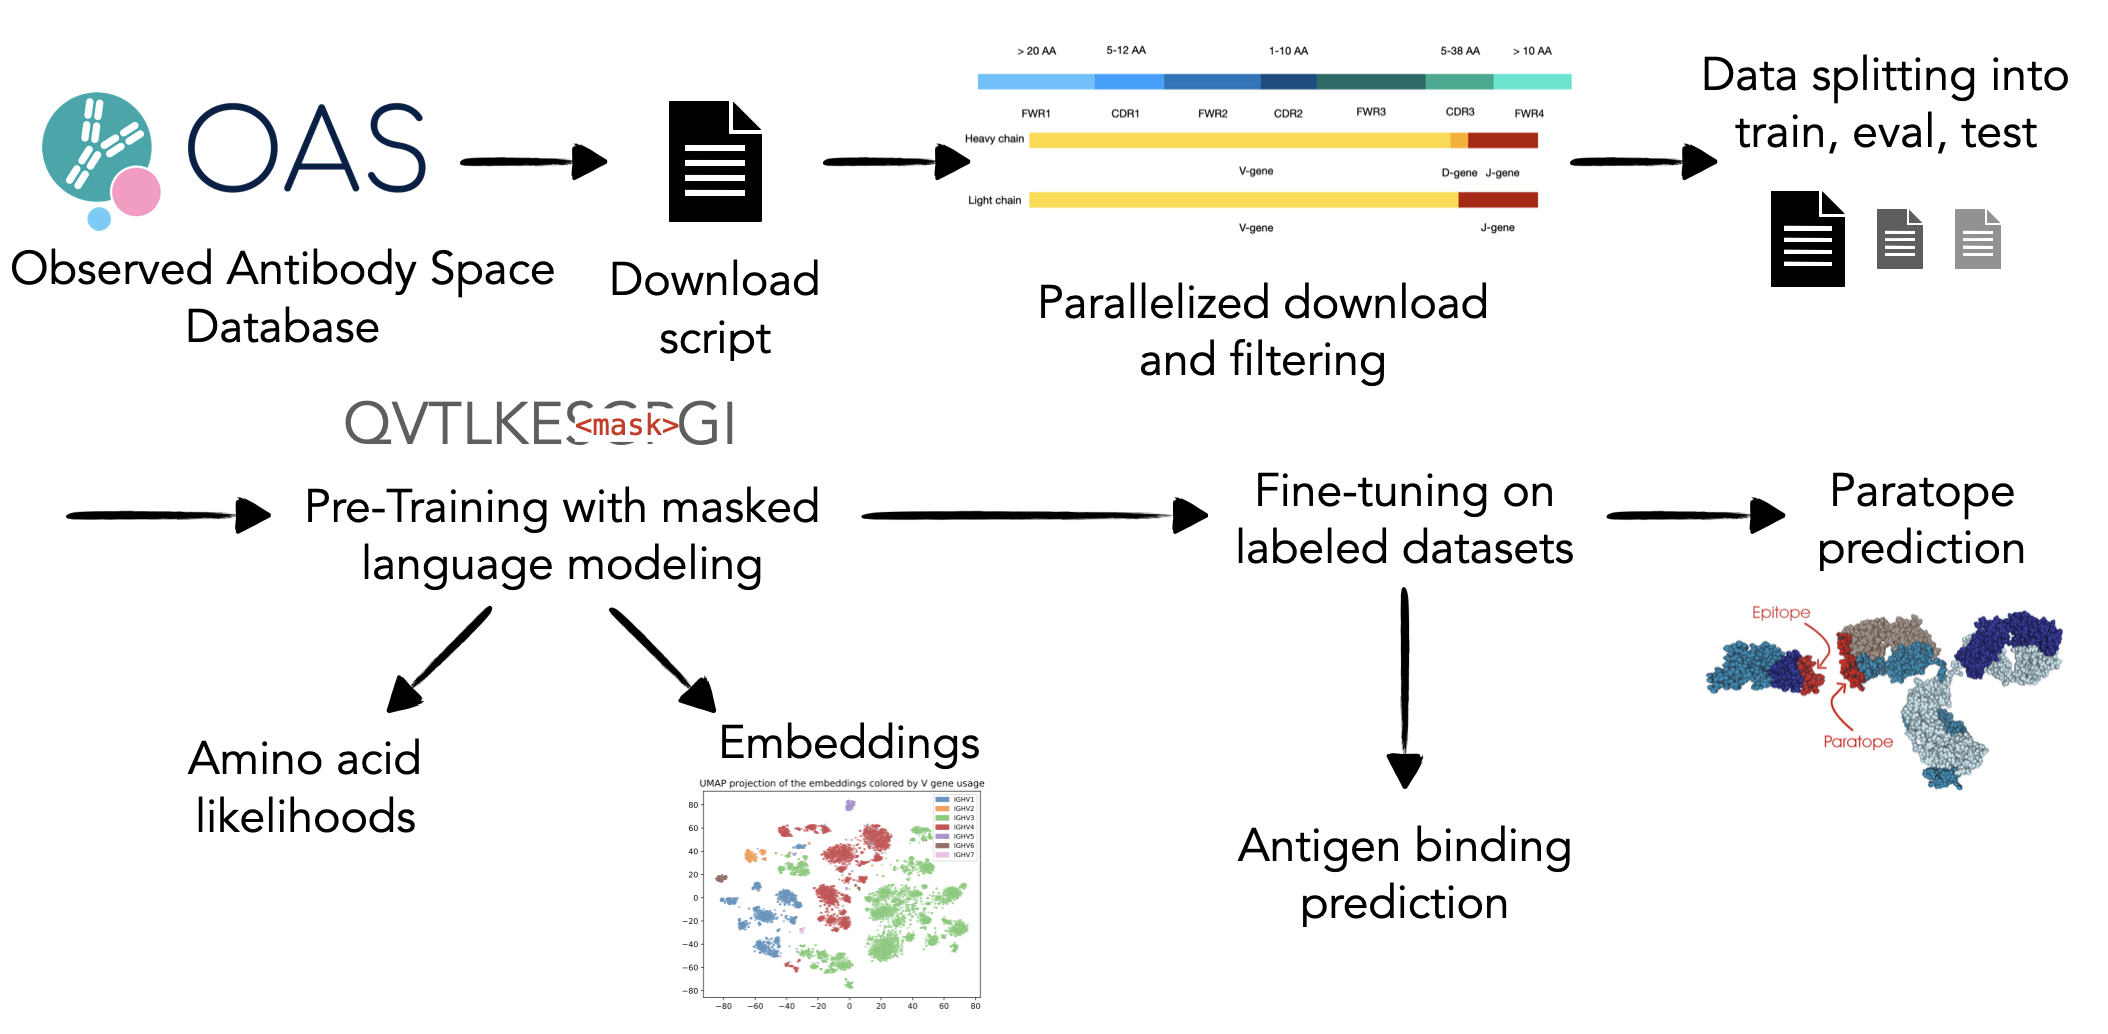 OAS
Observed Antibody Space
Database
Download
script
> 20 AA 5-12 AA 1-10 AA 5-38 AA > 10 AA
FWR1 CDR1 FWR2 CDR2 FWR3 CDR3 FWR4
Heavy chain
V-gene D-gene J-gene
Light chain
V-gene J-gene
Parallelized download
and filtering
Data splitting into
train, eval, test
QVTLKES<mask>GI
Pre-Training with masked
language modeling
Fine-tuning on
labeled datasets
Paratope
prediction
Epitope
Paratope
Amino acid
likelihoods
Embeddings
UMAP projection of the embeddings colored by V gene usage
IGHV1
IGHV2
IGHV3
IGHV4
IGHV5
IGHV6
IGHV7
80
60
40
20
0
−20
−40
−60
−80
−80 −60 −40 −20 0 20 40 60 80
Antigen binding
prediction